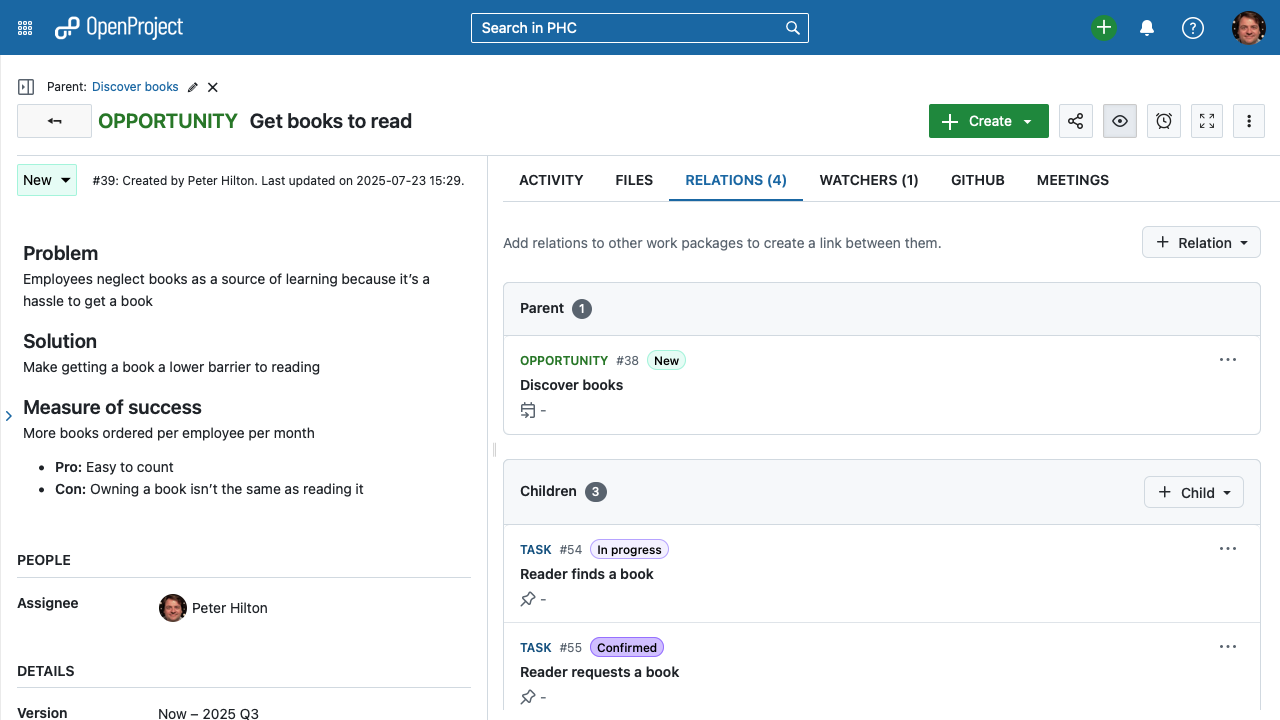 OpenProject
Search in PHC
Parent: Discover books
OPPORTUNITY Get books to read
Create
New
#39: Created by Peter Hilton. Last updated on 2025-07-23 15:29.
Problem
Employees neglect books as a source of learning because it’s a
hassle to get a book
Solution
Make getting a book a lower barrier to reading
Measure of success
More books ordered per employee per month
• Pro: Easy to count
• Con: Owning a book isn’t the same as reading it
PEOPLE
Assignee Peter Hilton
DETAILS
Version Now – 2025 Q3
ACTIVITY FILES RELATIONS (4) WATCHERS (1) GITHUB MEETINGS
Add relations to other work packages to create a link between them.
Relation
Parent 1
OPPORTUNITY #38 New
Discover books
-
Children 3
Child
TASK #54 In progress
Reader finds a book
-
TASK #55 Confirmed
Reader requests a book
-